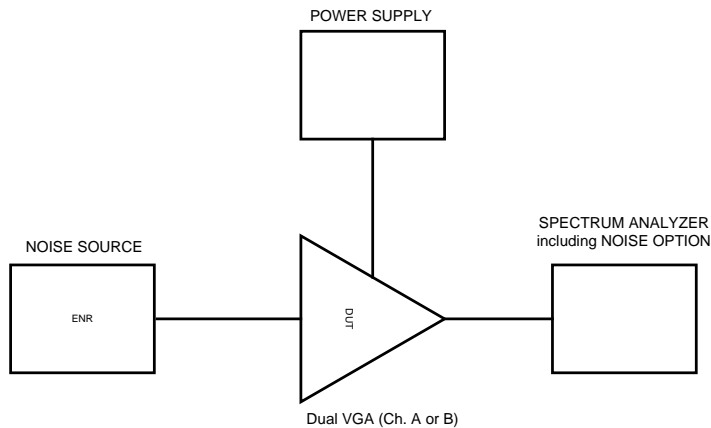 POWER SUPPLY
SPECTRUM ANALYZER
including NOISE OPTION
NOISE SOURCE
ENR
DUT
Dual VGA (Ch. A or B)